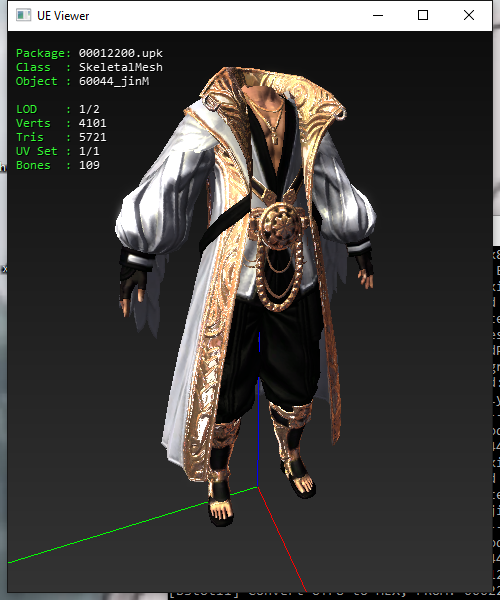 UE Viewer
Package: 00012200.upk
Class  : SkeletalMesh
Object : 60044_jinM
LOD    : 1/2
Verts  : 4101
Tris   : 5721
UV Set : 1/1
Bones  : 109